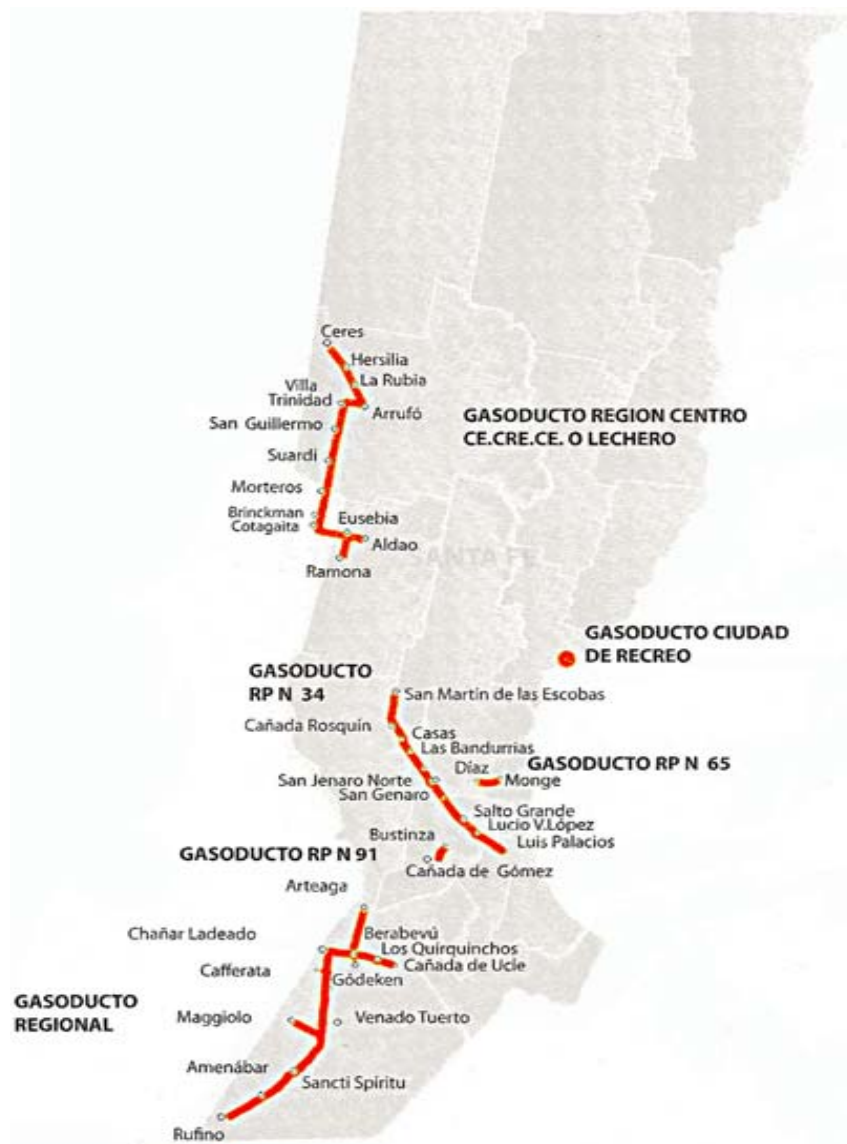 Ceres
Hersilia
La Rubia
Villa
Trinidad
Arrufó
San Guillermo
GASODUCTO REGION CENTRO
CE.CRE.CE. O LECHERO
Suardi
Morteros
Brinckman
Cotagaita
Eusebia
Aldao
SANTA FE
Ramona
GASODUCTO CIUDAD
DE RECREO
GASODUCTO
RP N 34
San Martín de las Escobas
Cañada Rosquín
Casas
Las Bandurrias
GASODUCTO RP N 65
Díaz
Monge
San Jenaro Norte
San Genaro
Salto Grande
Lucio V.López
Luis Palacios
Bustinza
GASODUCTO RP N 91
Cañada de Gómez
Arteaga
Chañar Ladeado
Berabevú
Los Quirquinchos
Cañada de Ucle
Cafferata
Gódeken
GASODUCTO
REGIONAL
Maggiolo
Venado Tuerto
Amenábar
Sancti Spíritu
Rufino